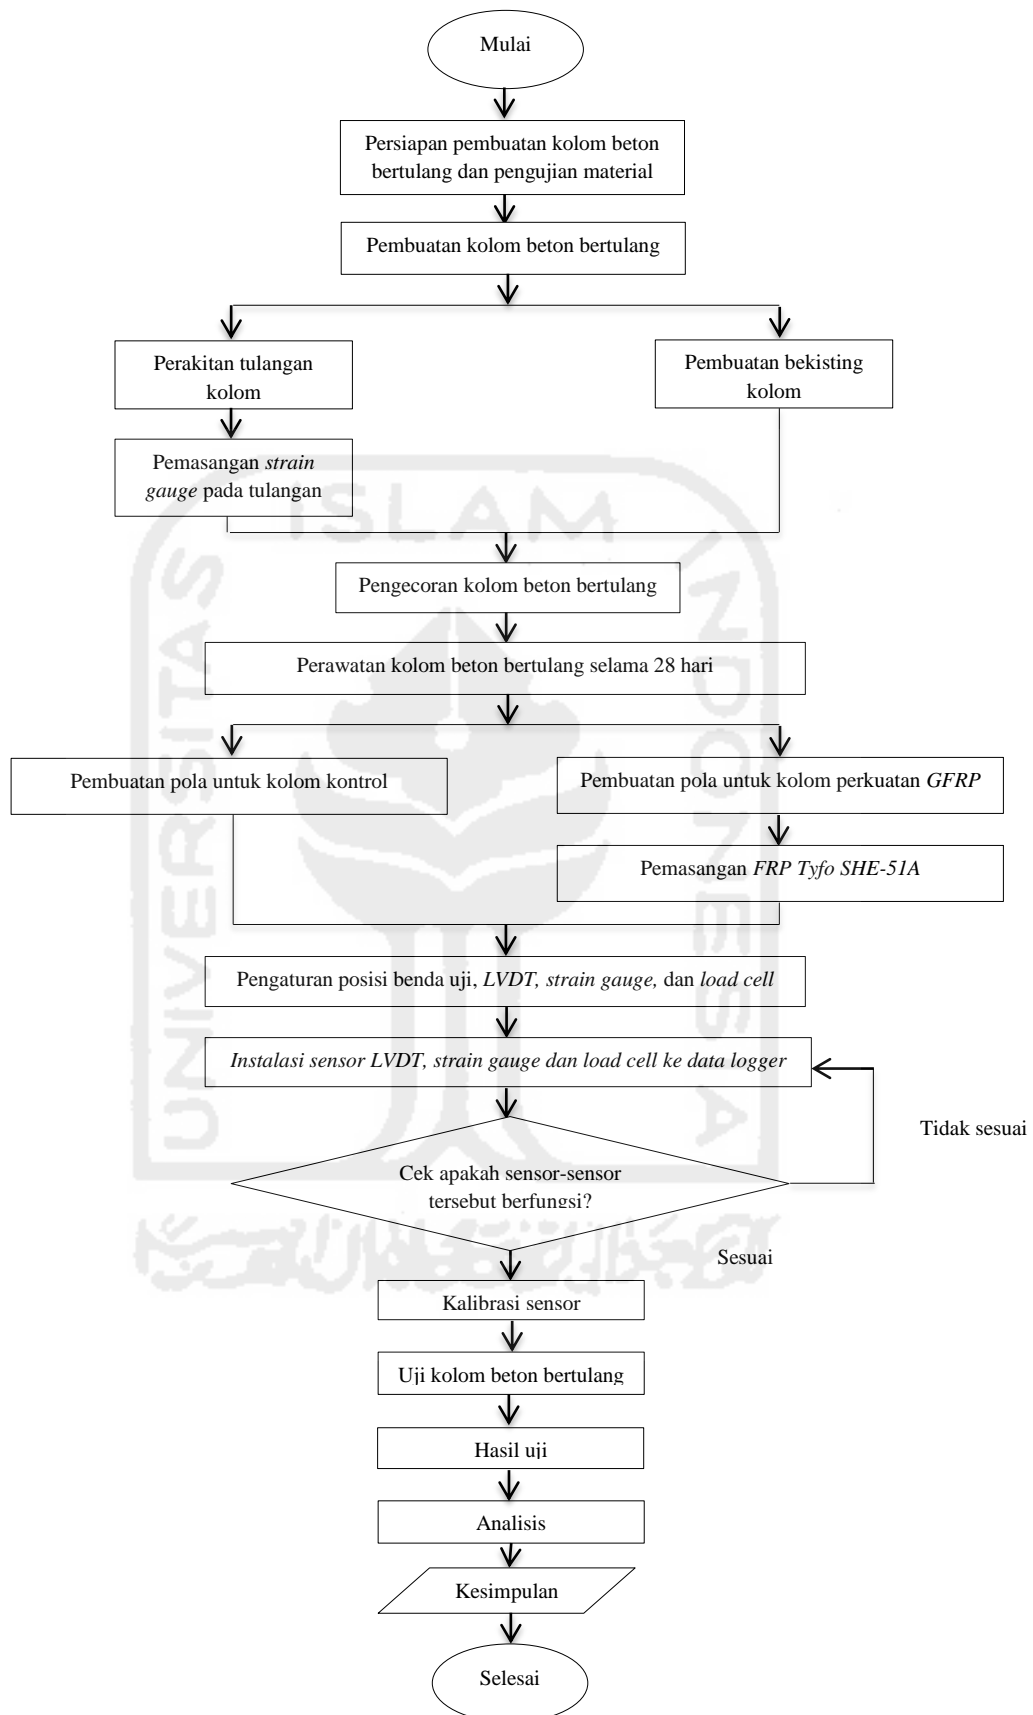 Mulai
Persiapan pembuatan kolom beton
bertulang dan pengujian material
Pembuatan kolom beton bertulang
Perakitan tulangan
kolom
Pembuatan bekisting
kolom
Pemasangan strain
gauge pada tulangan
Pengecoran kolom beton bertulang
Perawatan kolom beton bertulang selama 28 hari
Pembuatan pola untuk kolom kontrol
Pembuatan pola untuk kolom perkuatan GFRP
Pemasangan FRP Tyfo SHE-51A
Pengaturan posisi benda uji, LVDT, strain gauge, dan load cell
Instalasi sensor LVDT, strain gauge dan load cell ke data logger
Tidak sesuai
Cek apakah sensor-sensor
tersebut berfungsi?
Sesuai
Kalibrasi sensor
Uji kolom beton bertulang
Hasil uji
Analisis
Kesimpulan
Selesai
UNIVERSITAS
ISLAM
INDONESIA